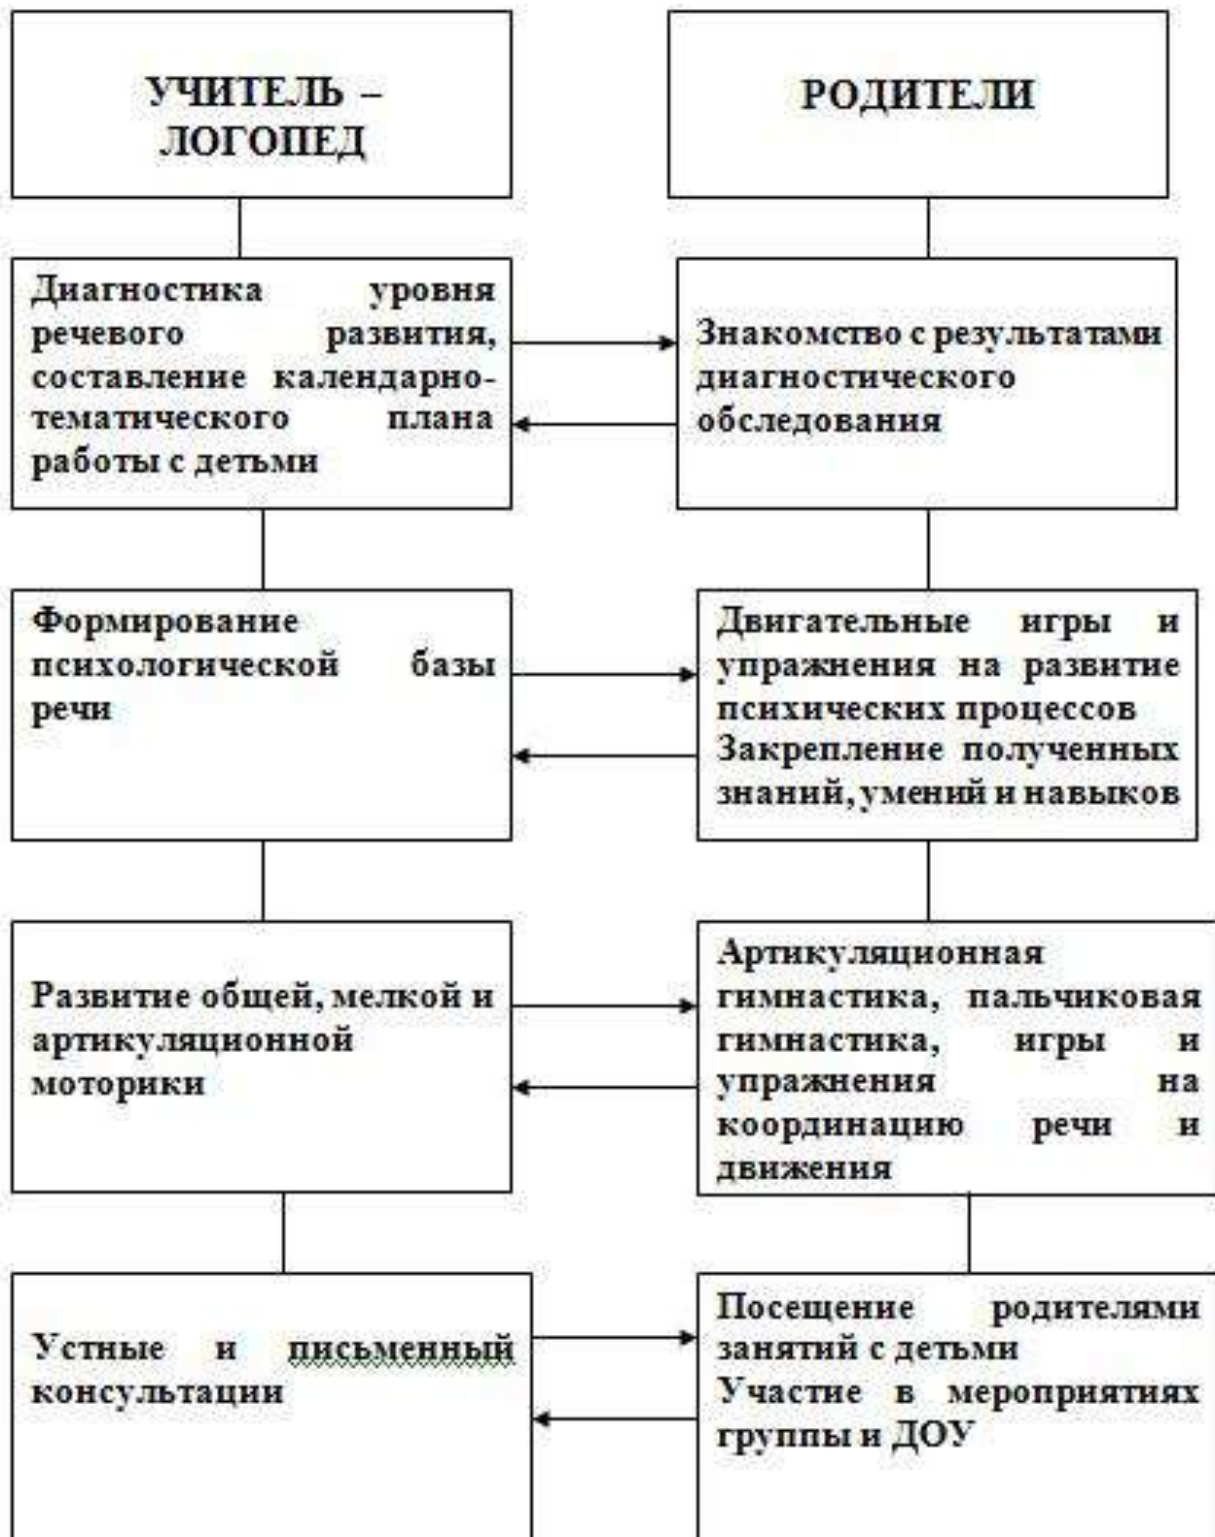 УЧИТЕЛЬ –
ЛОГОПЕД
РОДИТЕЛИ
Диагностика уровня
речевого развития,
составление календарно-
тематического плана
работы с детьми
Знакомство с результатами
диагностического
обследования
Формирование
психологической базы
речи
Двигательные игры и
упражнения на развитие
психических процессов
Закрепление полученных
знаний, умений и навыков
Развитие общей, мелкой и
артикуляционной
моторики
Артикуляционная
гимнастика, пальчиковая
гимнастика, игры и
упражнения на
координацию речи и
движения
Устные и письменный
консультации
Посещение родителями
занятий с детьми
Участие в мероприятиях
группы и ДОУ